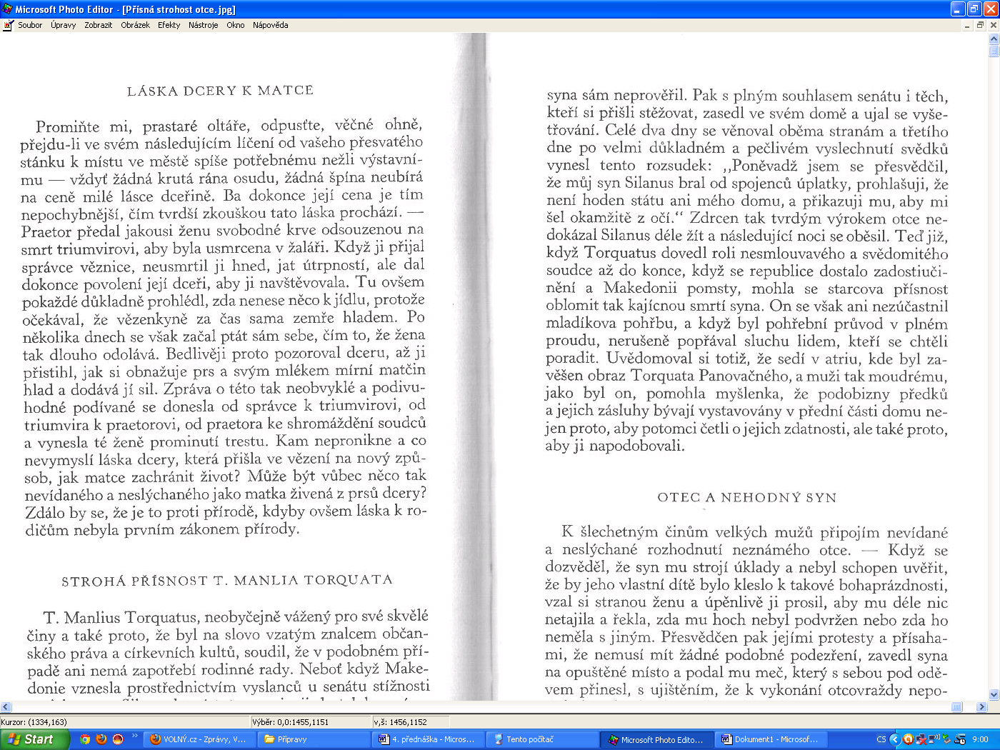 Microsoft Photo Editor - [Přísná strohost otce.jpg]
Soubor Úpravy Zobrazit Obrázek Efekty Nástroje Okno Nápověda
LÁSKA DCERY K MATCE
Promiňte mi, prastaré oltáře, odpusťte, věčné ohně,
přejdu-li ve svém následujícím líčení od vašeho přesvatého
stánku k místu ve městě spíše potřebnému nežli výstavní-
mu — vždyť žádná krutá rána osudu, žádná špína neubírá
na ceně milé lásce dceřině. Ba dokonce její cena je tím
nepochybnější, čím tvrdší zkouškou tato láska prochází. —
Praetor předal jakousi ženu svobodné krve odsouzenou na
smrt triumvirovi, aby byla usmrcena v žaláři. Když ji přijal
správce věznice, neusmrtil ji hned, jat útrpností, ale dal
dokonce povolení její dceři, aby ji navštěvovala. Tu ovšem
pokaždé důkladně prohlédl, zda nenese něco k jídlu, protože
očekával, že vězenkyně za čas sama zemře hladem. Po
několika dnech se však začal ptát sám sebe, čím to, že žena
tak dlouho odolává. Bedlivěji proto pozoroval dceru, až ji
přistihl, jak si obnažuje prs a svým mlékem mírní matčin
hlad a dodává jí sil. Zpráva o této tak neobvyklé a podivu-
hodné podívané se donesla od správce k triumvirovi, od
triumvira k praetorovi, od praetora ke shromáždění soudců
a vynesla té ženě prominutí trestu. Kam nepronikne a co
nevymyslí láska dcery, která přišla ve vězení na nový způ-
sob, jak matce zachránit život? Může být vůbec něco tak
nevídaného a neslýchaného jako matka živená z prsů dcery?
Zdálo by se, že je to proti přírodě, kdyby ovšem láska k ro-
dičům nebyla prvním zákonem přírody.
STROHÁ PŘÍSNOST T. MANLIA TORQUATA
T. Manlius Torquatus, neobyčejně vážený pro své skvělé
činy a také proto, že byl na slovo vzatým znalcem občan-
ského práva a církevních kultů, soudil, že v podobném pří-
padě ani nemá zapotřebí rodinné rady. Neboť když Make-
donie vznesla prostřednictvím vyslanců u senátu stížnosti
syna sám neprověřil. Pak s plným souhlasem senátu i těch,
kteří si přišli stěžovat, zasedl ve svém domě a ujal se vyše-
třování. Celé dva dny se věnoval oběma stranám a třetího
dne po velmi důkladném a pečlivém vyslechnutí svědků
vynesl tento rozsudek: ,,Poněvadž jsem se přesvědčil,
že můj syn Silanus bral od spojenců úplatky, prohlašuji, že
není hoden státu ani mého domu, a přikazuji mu, aby mi
šel okamžitě z očí.“ Zdrcen tak tvrdým výrokem otce ne-
dokázal Silanus déle žít a následující noci se oběsil. Teď již,
když Torquatus dovedl roli nesmlouvavého a svědomitého
soudce až do konce, když se republice dostalo zadostiuči-
nění a Makedonii pomsty, mohla se starcova přísnost
oblomit tak kajícnou smrtí syna. On se však ani nezúčastnil
mladíkova pohřbu, a když byl pohřební průvod v plném
proudu, nerušeně popřával sluchu lidem, kteří se chtěli
poradit. Uvědomoval si totiž, že sedí v atriu, kde byl za-
věšen obraz Torquata Panovačného, a muži tak moudrému,
jako byl on, pomohla myšlenka, že podobizny předků
a jejich zásluhy bývají vystavovány v přední části domu ne-
jen proto, aby potomci četli o jejich zdatnosti, ale také proto,
aby ji napodobovali.
OTEC A NEHODNÝ SYN
K šlechetným činům velkých mužů připojím nevídané
a neslýchané rozhodnutí neznámého otce. — Když se
dozvěděl, že syn mu strojí úklady a nebyl schopen uvěřit,
že by jeho vlastní dítě bylo kleslo k takové bohaprázdnosti,
vzal si stranou ženu a úpěnlivě ji prosil, aby mu déle nic
netajila a řekla, zda mu hoch nebyl podvržen nebo zda ho
neměla s jiným. Přesvědčen pak jejími protesty a přísaha-
mi, že nemusí mít žádné podobné podezření, zavedl syna
na opuštěné místo a podal mu meč, který s sebou pod odě-
vem přinesl, s ujištěním, že k vykonání otcovraždy nepo-
Kurzor: (1334,163) Výběr: 0,0:1455,1151 v,š: 1456,1152
Start VOLNÝ.cz - Zprávy, V... Přípravy 4. přednáška - Micros... Tento počítač Microsoft Photo Edito... Dokument1 - Microsof... CS 9:00